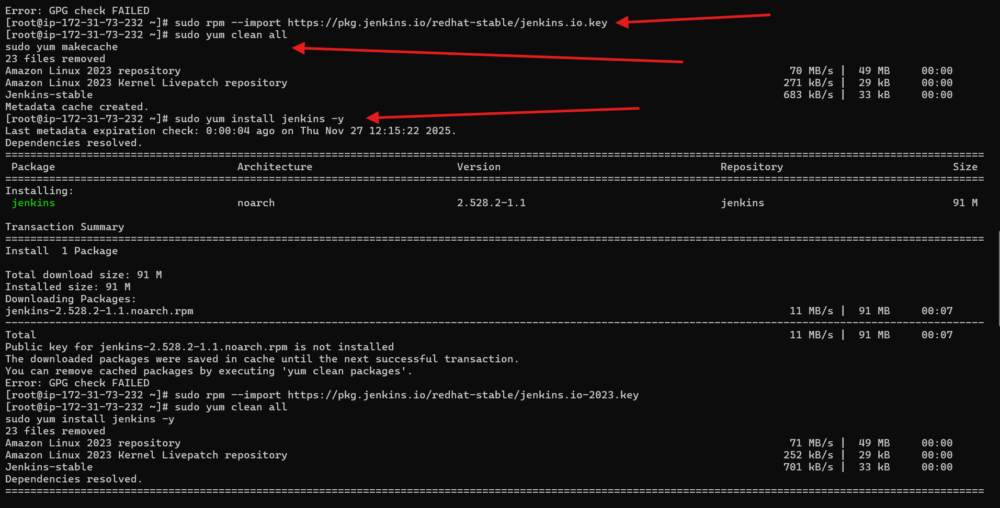 Error: GPG check FAILED
[root@ip-172-31-73-232 ~]# sudo rpm --import https://pkg.jenkins.io/redhat-stable/jenkins.io.key
[root@ip-172-31-73-232 ~]# sudo yum clean all
sudo yum makecache
23 files removed
Amazon Linux 2023 repository 70 MB/s | 49 MB 00:00
Amazon Linux 2023 Kernel Livepatch repository 271 kB/s | 29 kB 00:00
Jenkins-stable 683 kB/s | 33 kB 00:00
Metadata cache created.
[root@ip-172-31-73-232 ~]# sudo yum install jenkins -y
Last metadata expiration check: 0:00:04 ago on Thu Nov 27 12:15:22 2025.
Dependencies resolved.
Package Architecture Version Repository Size
Installing:
jenkins noarch 2.528.2-1.1 jenkins 91 M
Transaction Summary
Install 1 Package
Total download size: 91 M
Installed size: 91 M
Downloading Packages:
jenkins-2.528.2-1.1.noarch.rpm 11 MB/s | 91 MB 00:07
Total 11 MB/s | 91 MB 00:07
Public key for jenkins-2.528.2-1.1.noarch.rpm is not installed
The downloaded packages were saved in cache until the next successful transaction.
You can remove cached packages by executing 'yum clean packages'.
Error: GPG check FAILED
[root@ip-172-31-73-232 ~]# sudo rpm --import https://pkg.jenkins.io/redhat-stable/jenkins.io-2023.key
[root@ip-172-31-73-232 ~]# sudo yum clean all
sudo yum install jenkins -y
23 files removed
Amazon Linux 2023 repository 71 MB/s | 49 MB 00:00
Amazon Linux 2023 Kernel Livepatch repository 252 kB/s | 29 kB 00:00
Jenkins-stable 701 kB/s | 33 kB 00:00
Dependencies resolved.